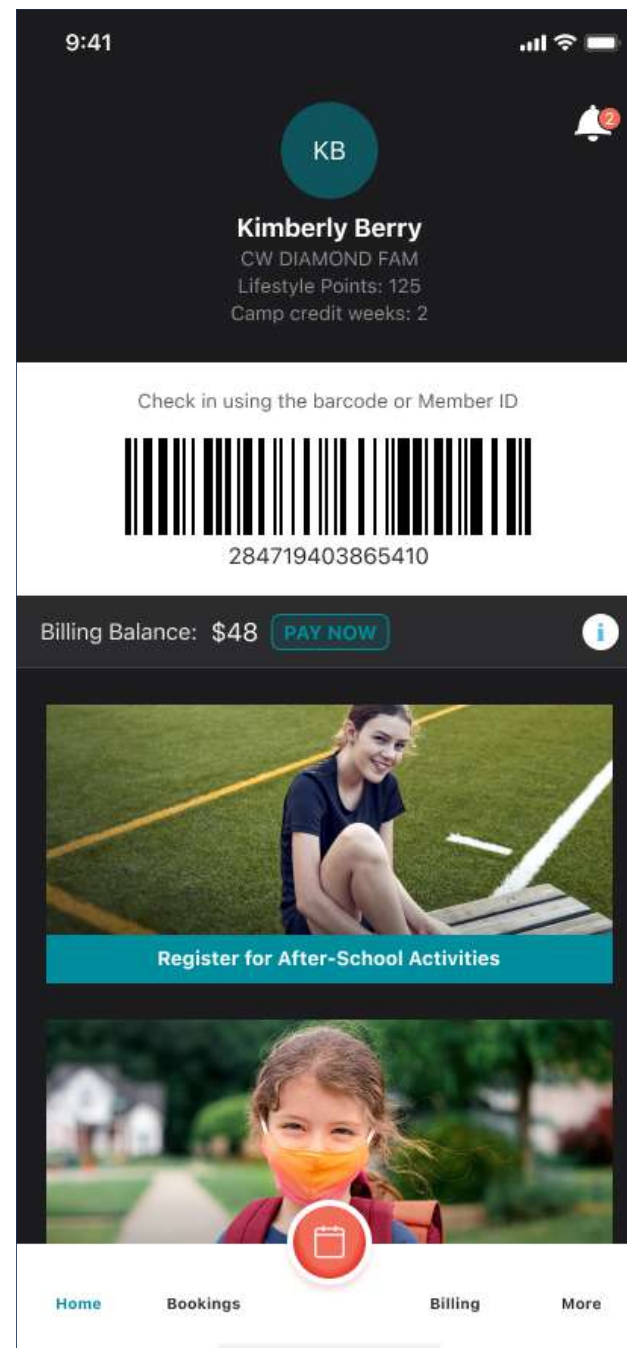 9:41
2
KB
Kimberly Berry
CW DIAMOND FAM
Lifestyle Points: 125
Camp credit weeks: 2
Check in using the barcode or Member ID
284719403865410
Billing Balance: $48 PAY NOW i
Register for After-School Activities
Home Bookings Billing More